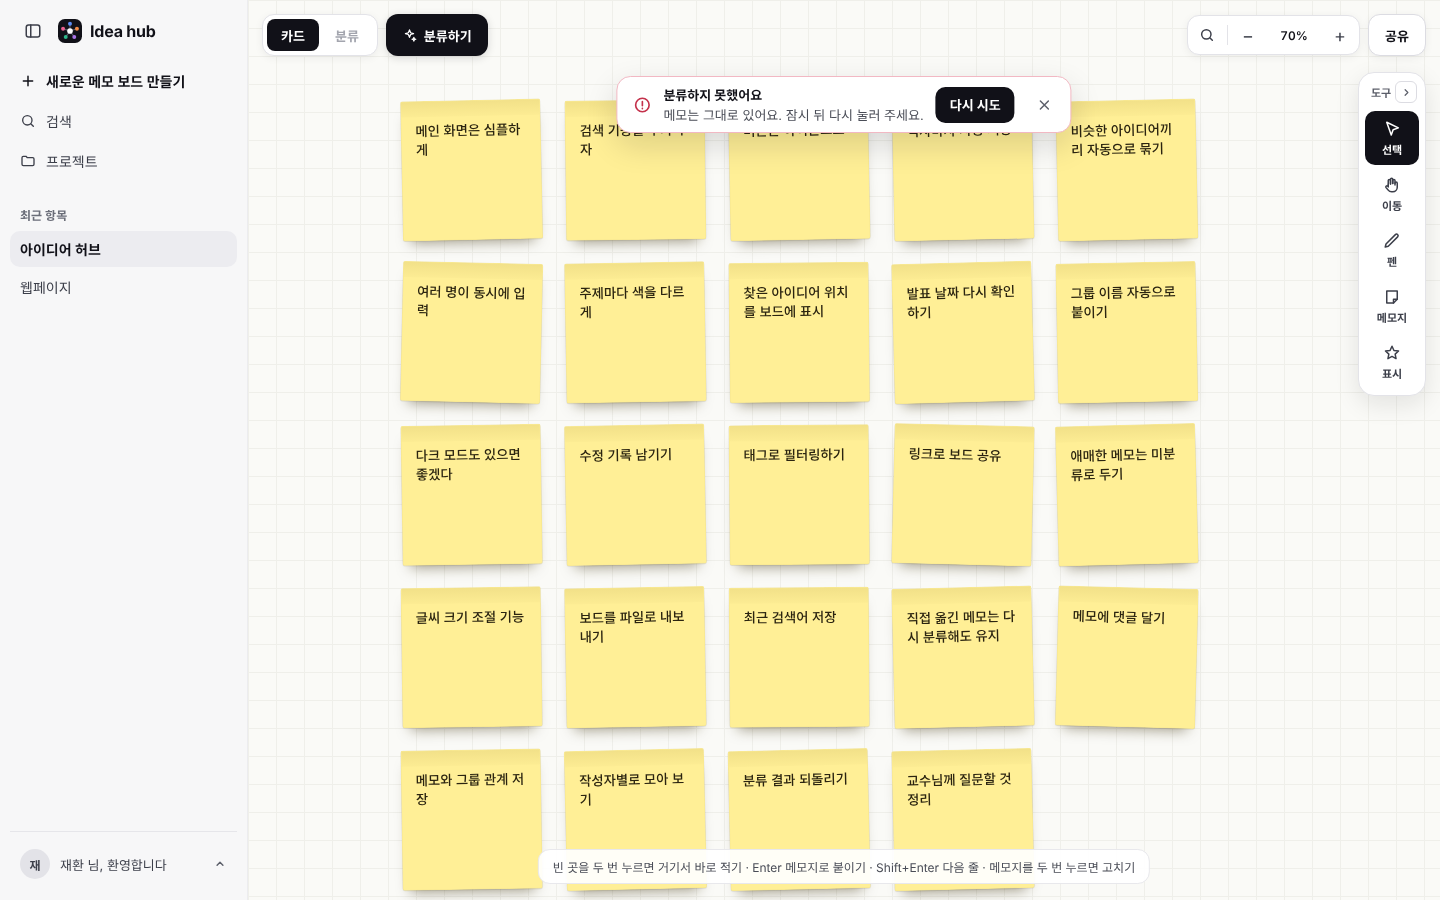 Idea hub
새로운 메모 보드 만들기
검색
프로젝트
최근 항목
아이디어 허브
웹페이지
재
재환 님, 환영합니다
카드
분류
분류하기
70%
공유
분류하지 못했어요
메모는 그대로 있어요. 잠시 뒤 다시 눌러 주세요.
다시 시도
도구
선택
이동
펜
메모지
표시
메인 화면은 심플하
게
검색
자
비슷한 아이디어끼
리 자동으로 묶기
여러 명이 동시에 입
력
주제마다 색을 다르
게
찾은 아이디어 위치
를 보드에 표시
발표 날짜 다시 확인
하기
그룹 이름 자동으로
붙이기
다크 모드도 있으면
좋겠다
수정 기록 남기기
태그로 필터링하기
링크로 보드 공유
애매한 메모는 미분
류로 두기
글씨 크기 조절 기능
보드를 파일로 내보
내기
최근 검색어 저장
직접 옮긴 메모는 다
시 분류해도 유지
메모에 댓글 달기
메모와 그룹 관계 저
장
작성자별로 모아 보
기
분류 결과 되돌리기
교수님께 질문할 것
정리
빈 곳을 두 번 누르면 거기서 바로 적기 · Enter 메모지로 붙이기 · Shift+Enter 다음 줄 · 메모지를 두 번 누르면 고치기